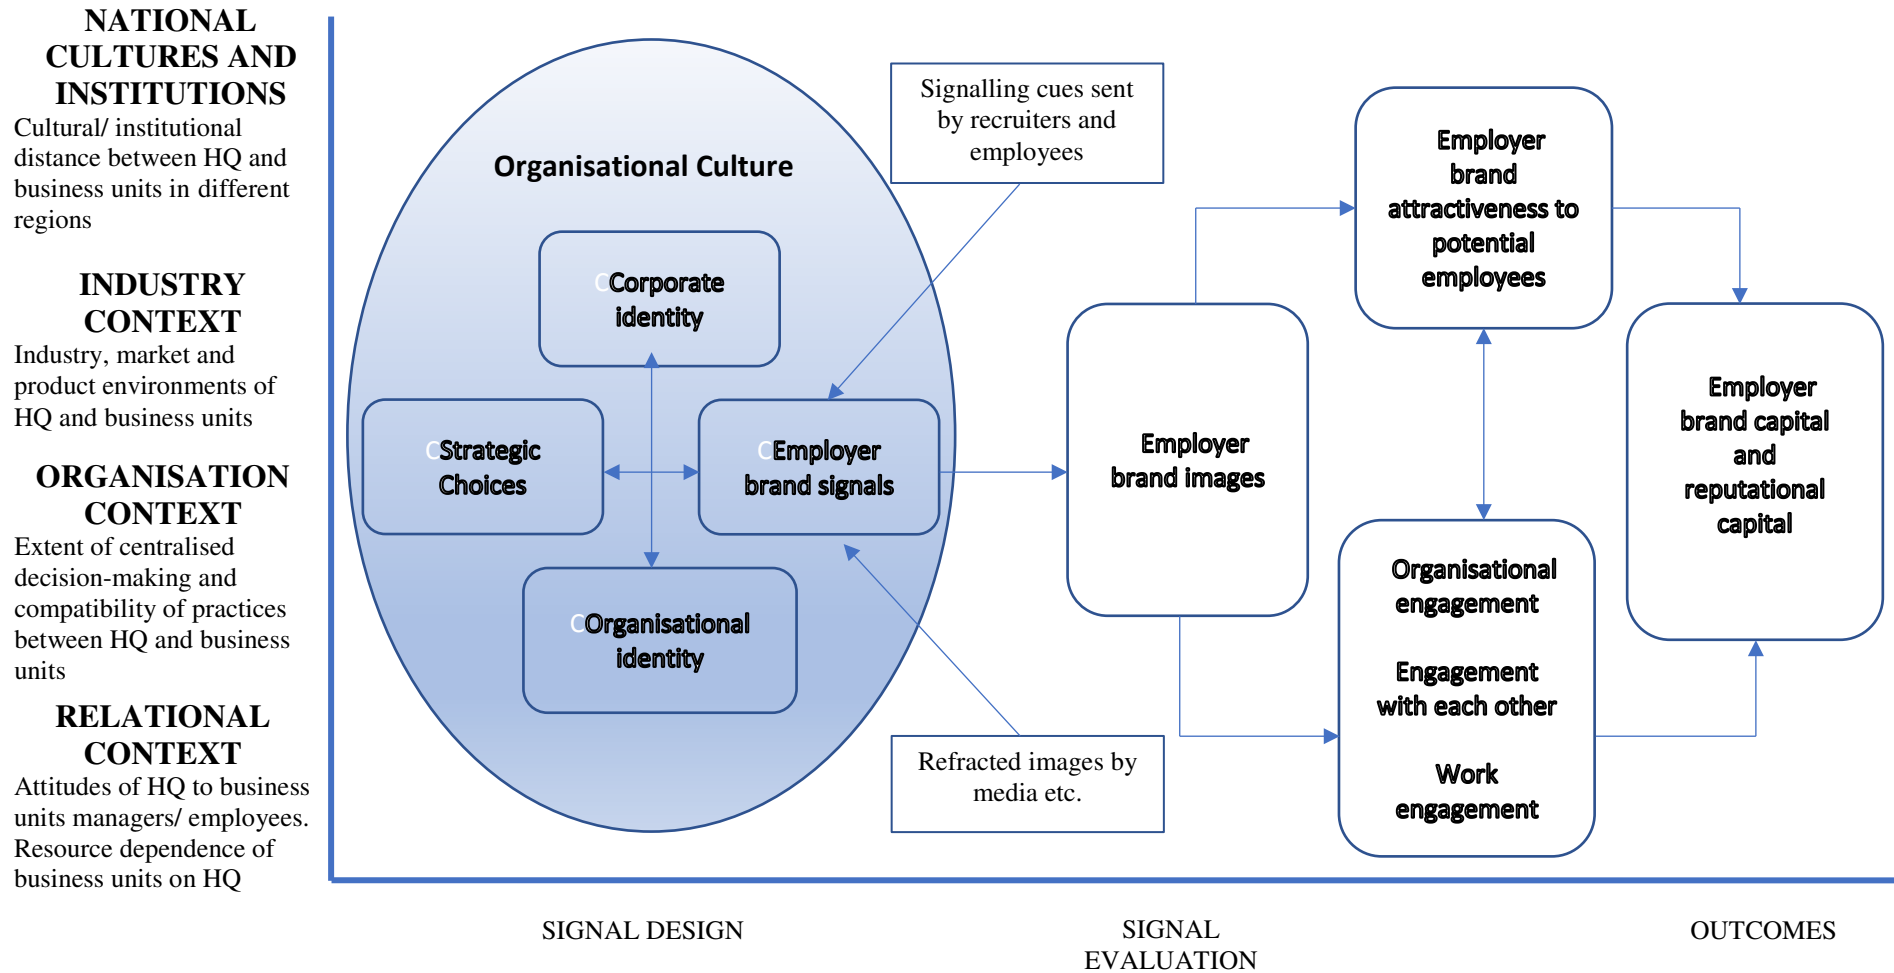 NATIONAL
CULTURES AND
INSTITUTIONS
Cultural/ institutional
distance between HQ and
business units in different
regions
INDUSTRY
CONTEXT
Industry, market and
product environments of
HQ and business units
ORGANISATION
CONTEXT
Extent of centralised
decision-making and
compatibility of practices
between HQ and business
units
RELATIONAL
CONTEXT
Attitudes of HQ to business
units managers/ employees.
Resource dependence of
business units on HQ
Organisational Culture
CCorporate
identity
CStrategic
Choices
CEmployer
brand signals
COrganisational
identity
Signalling cues sent
by recruiters and
employees
Refracted images by
media etc.
Employer
brand images
Employer
brand
attractiveness to
potential
employees
Organisational
engagement
Engagement
with each other
Work
engagement
Employer
brand capital
and
reputational
capital
SIGNAL DESIGN
SIGNAL
EVALUATION
OUTCOMES